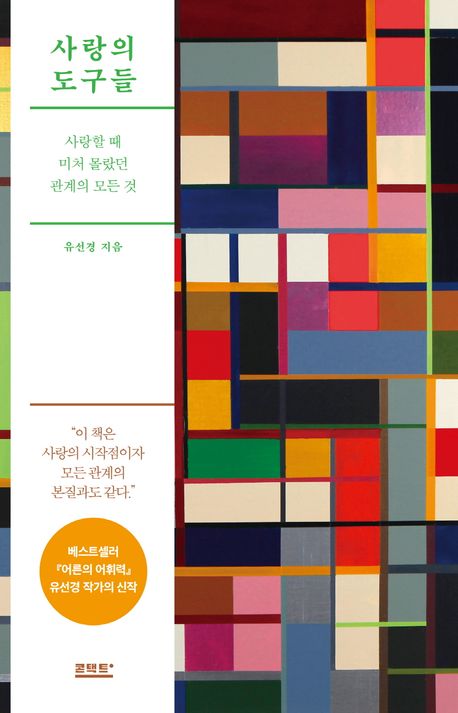 사랑의
도구들
사랑할 때
미처 몰랐던
관계의 모든 것
유선경 지음
“이 책은
사랑의 시작점이자
모든 관계의
본질과도 같다.”
베스트셀러
『어른의 어휘력』
유선경 작가의 신작
콘택트